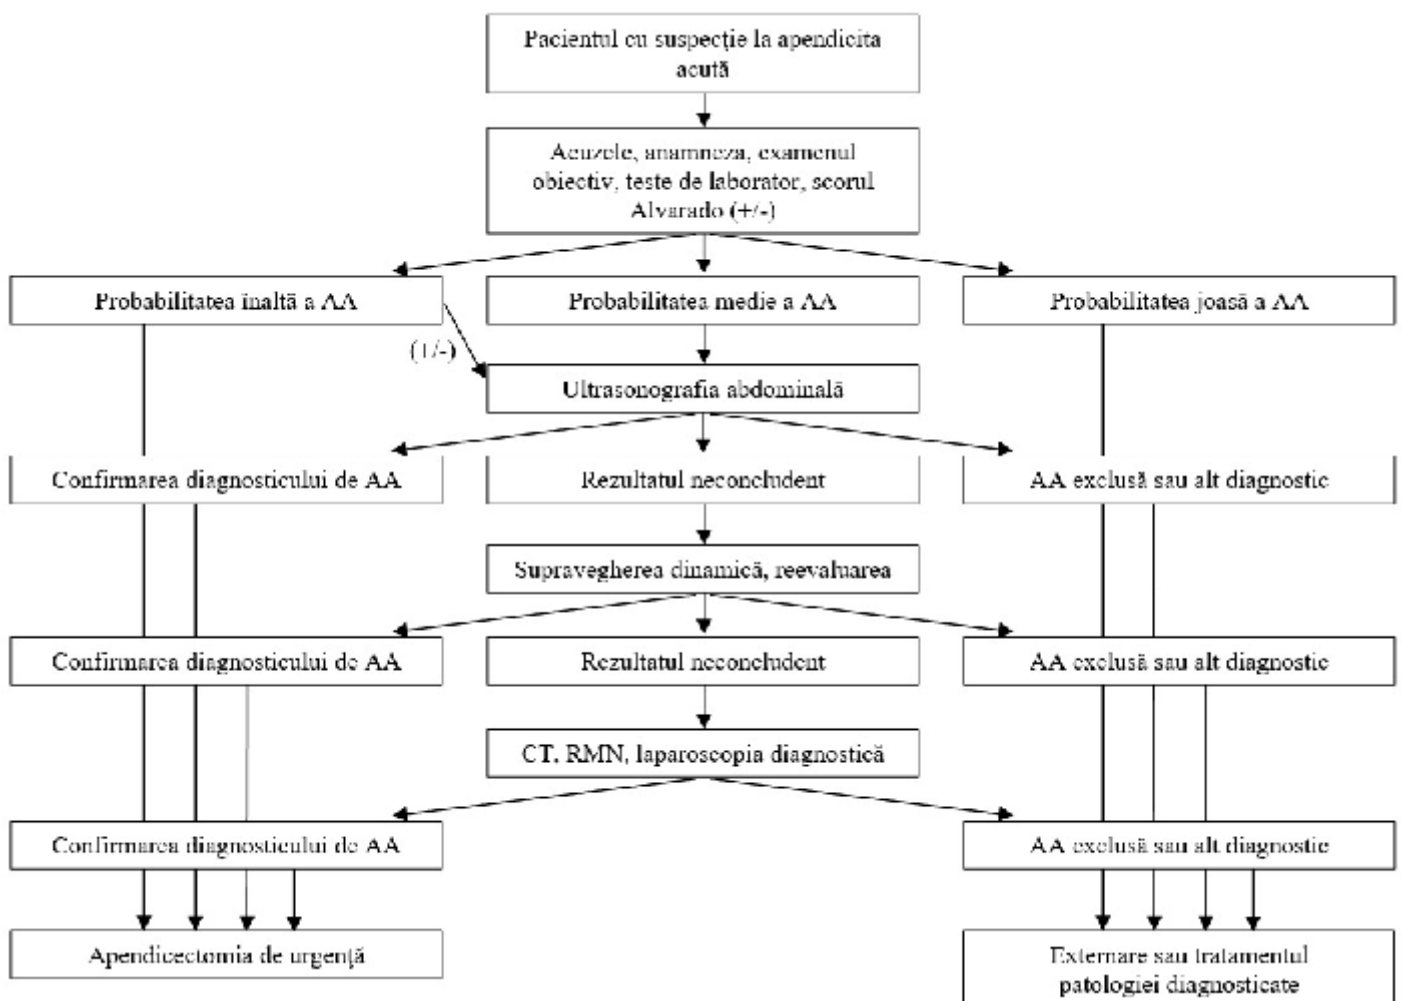 Pacientul cu suspecție la apendicita
acută
Acuzele, anamneza, examenul
obiectiv, teste de laborator, scorul
Alvarado (+/-)
Probabilitatea înaltă a AA
Probabilitatea medie a AA
Probabilitatea joasă a AA
(+/-)
Ultrasonografia abdominală
Confirmarea diagnosticului de AA
Rezultatul neconcludent
AA exclusă sau alt diagnostic
Supravegherea dinamică, reevaluarea
Confirmarea diagnosticului de AA
Rezultatul neconcludent
AA exclusă sau alt diagnostic
CT, RMN, laparoscopia diagnostică
Confirmarea diagnosticului de AA
AA exclusă sau alt diagnostic
Apendicectomia de urgență
Externare sau tratamentul
patologiei diagnosticate